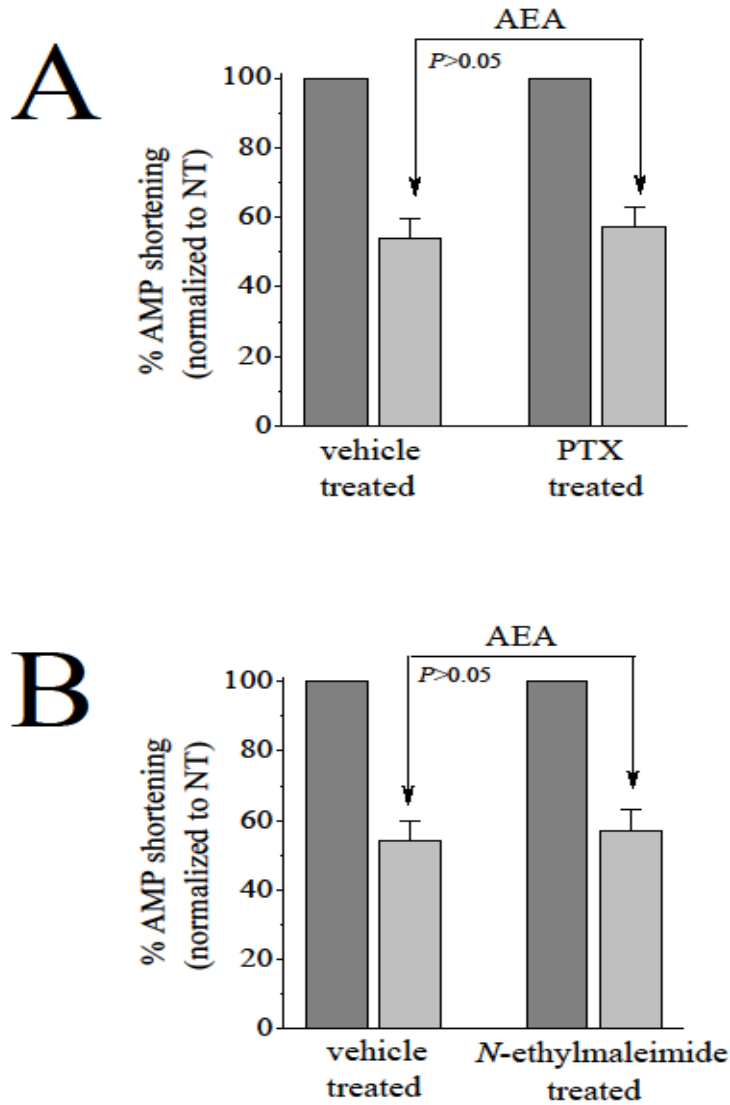 A
AEA
P>0.05
% AMP shortening
(normalized to NT)
100
80
60
40
20
0
vehicle
treated
PTX
treated
B
AEA
P>0.05
% AMP shortening
(normalized to NT)
100
80
60
40
20
0
vehicle
treated
N-ethylmaleimide
treated